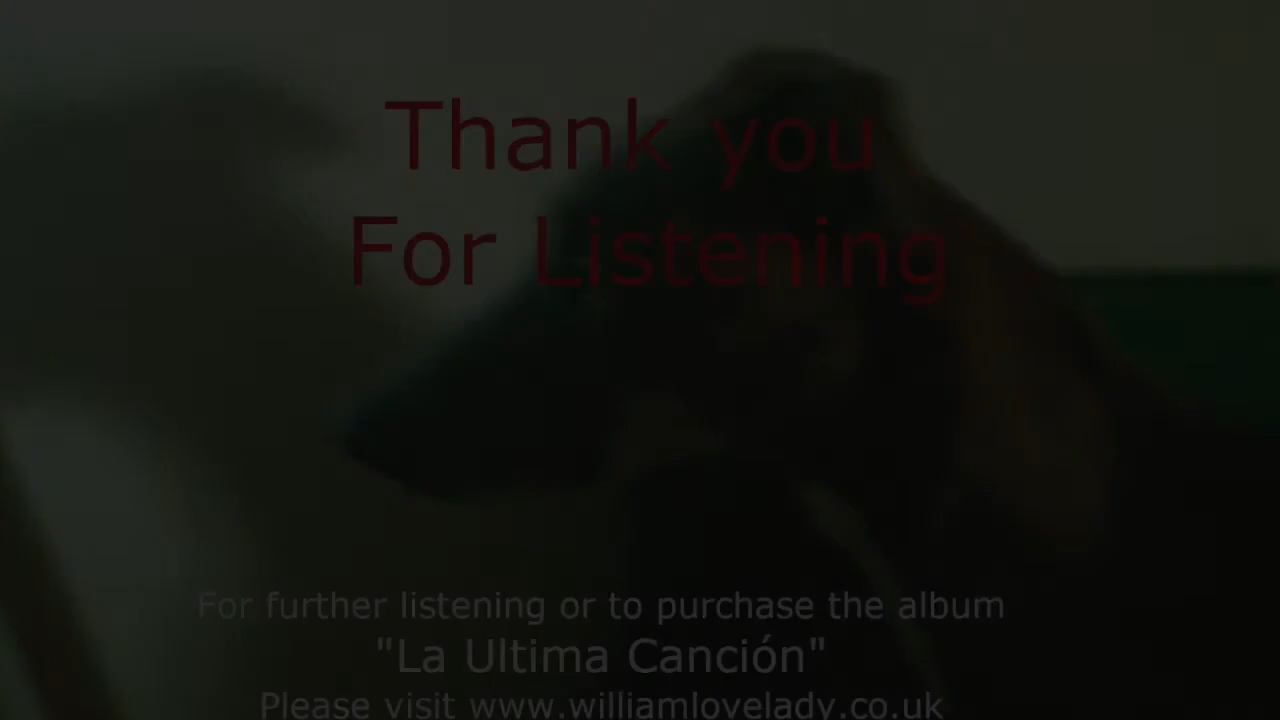 Thank you
For Listening
For further listening or to purchase the album
"La Ultima Canción"
Please visit www.williamlovelady.co.uk